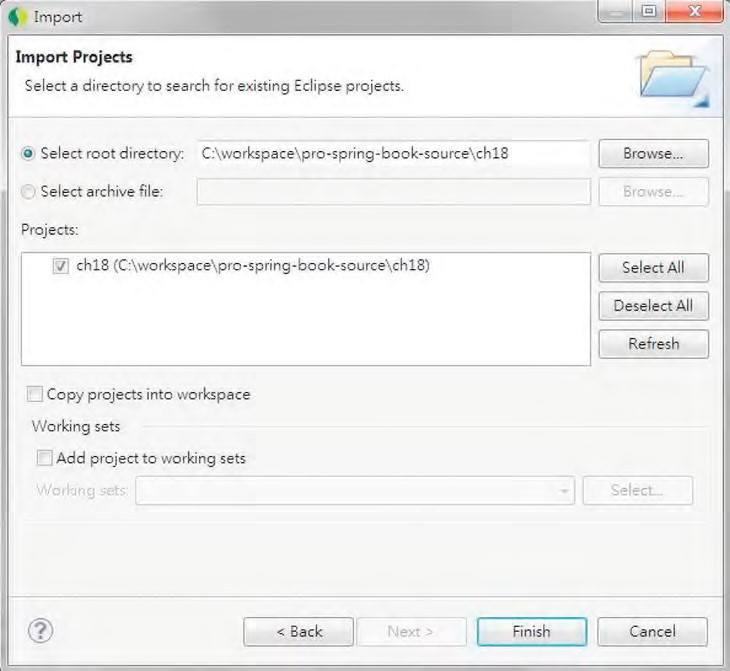 Import
Import Projects
Select a directory to search for existing Eclipse projects.
Select root directory: C:\workspace\pro-spring-book-source\ch18 Browse...
Select archive file: Browse...
Projects:
ch18 (C:\workspace\pro-spring-book-source\ch18)
Select All
Deselect All
Refresh
Copy projects into workspace
Working sets
Add project to working sets
Working sets: Select...
? < Back Next > Finish Cancel